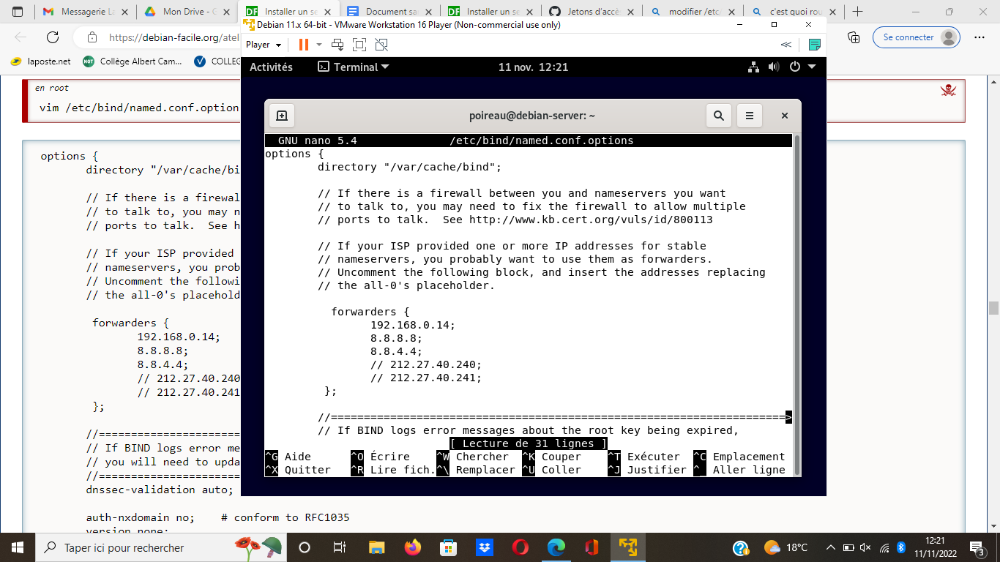 Messagerie La
Mon Drive - G
Installer un se
Document sa
Installer un se
Jetons d'accè
modifier /etc/
c'est quoi rou
https://debian-facile.org/atel
Se connecter
laposte.net
Collège Albert Cam...
COLLEG
Debian 11.x 64-bit - VMware Workstation 16 Player (Non-commercial use only)
Player
Activités
Terminal
11 nov. 12:21
poireau@debian-server: ~
GNU nano 5.4 /etc/bind/named.conf.options
options {
directory "/var/cache/bind";
// If there is a firewall between you and nameservers you want
// to talk to, you may need to fix the firewall to allow multiple
// ports to talk. See http://www.kb.cert.org/vuls/id/800113
// If your ISP provided one or more IP addresses for stable
// nameservers, you probably want to use them as forwarders.
// Uncomment the following block, and insert the addresses replacing
// the all-0's placeholder.
forwarders {
192.168.0.14;
8.8.8.8;
8.8.4.4;
// 212.27.40.240;
// 212.27.40.241;
};
//=====================================================================>
// If BIND logs error messages about the root key being expired,
[ Lecture de 31 lignes ]
^G Aide ^O Écrire ^W Chercher ^K Couper ^T Exécuter ^C Emplacement
^X Quitter ^R Lire fich. ^\ Remplacer ^U Coller ^J Justifier ^_ Aller ligne
en root
vim /etc/bind/named.conf.option
options {
directory "/var/cache/bi
// If there is a firewal
// to talk to, you may n
// ports to talk. See h
// If your ISP provided
// nameservers, you prob
// Uncomment the followi
// the all-0's placehold
forwarders {
192.168.0.14;
8.8.8.8;
8.8.4.4;
// 212.27.40.240
// 212.27.40.241
};
//======================
// If BIND logs error me
// you will need to upda
//======================
dnssec-validation auto;
auth-nxdomain no; # conform to RFC1035
version none;
Taper ici pour rechercher
18°C
12:21
11/11/2022
3